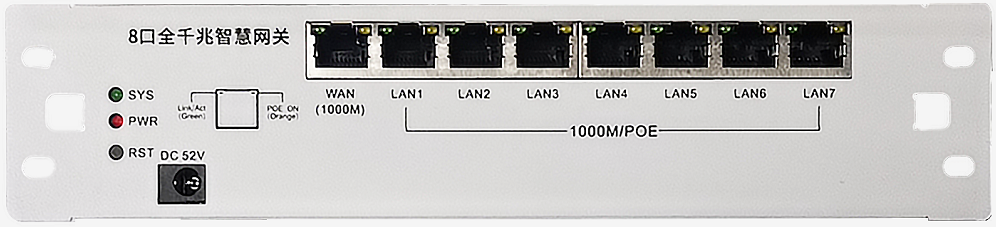 8口全千兆智慧网关
WAN
(1000M)
LAN1
LAN2
LAN3
LAN4
LAN5
LAN6
LAN7
1000M/POE
SYS
PWR
RST
Link/Act
(Green)
POE ON
(Orange)
DC 52V